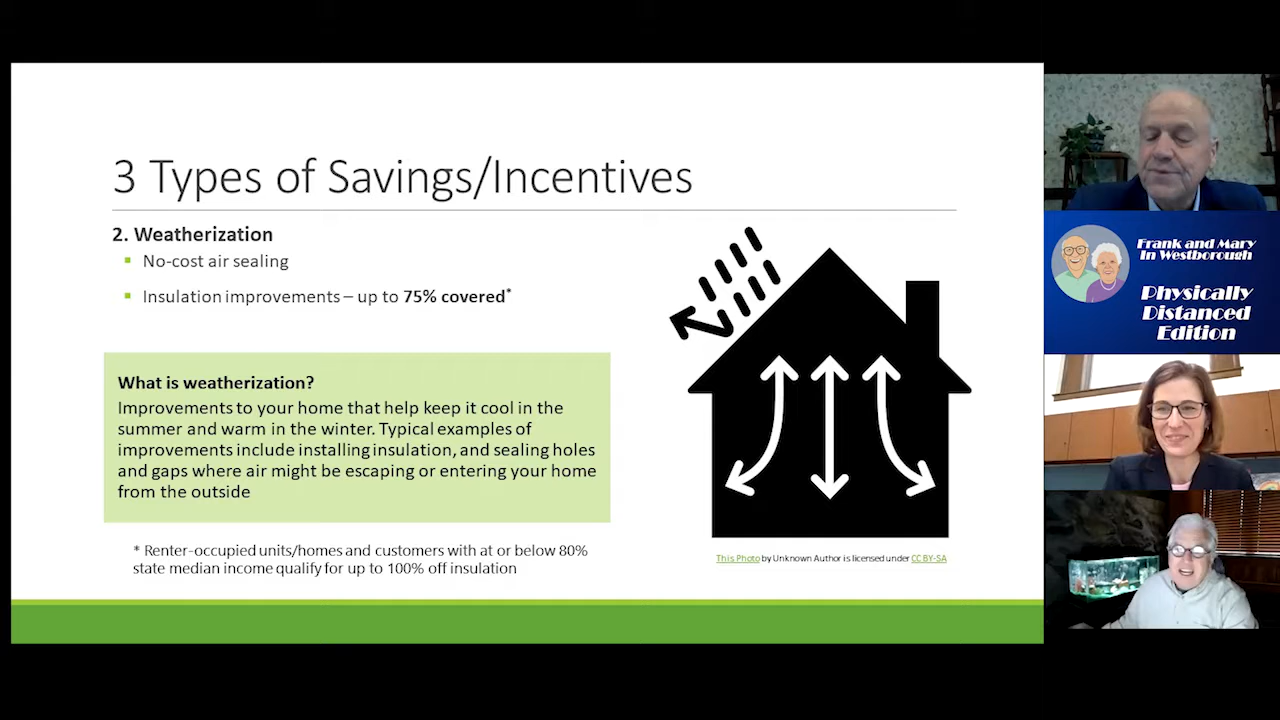 3 Types of Savings/Incentives
2. Weatherization
▪ No-cost air sealing
▪ Insulation improvements – up to 75% covered*
What is weatherization?
Improvements to your home that help keep it cool in the
summer and warm in the winter. Typical examples of
improvements include installing insulation, and sealing holes
and gaps where air might be escaping or entering your home
from the outside
* Renter-occupied units/homes and customers with at or below 80%
state median income qualify for up to 100% off insulation
This Photo by Unknown Author is licensed under CC BY-SA
Frank and Mary
In Westborough
Physically
Distanced
Edition